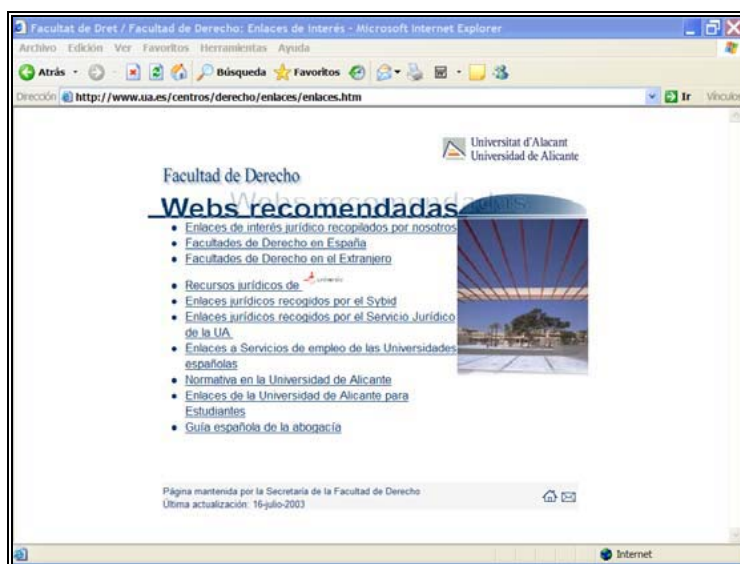 Facultat de Dret / Facultad de Derecho: Enlaces de Interés - Microsoft Internet Explorer
Archivo Edición Ver Favoritos Herramientas Ayuda
Atrás Búsqueda Favoritos
Dirección http://www.ua.es/centros/derecho/enlaces/enlaces.htm Ir Vínculos
Universitat d'Alacant
Universidad de Alicante
Facultad de Derecho
Webs recomendadas
Enlaces de interés jurídico recopilados por nosotros
Facultades de Derecho en España
Facultades de Derecho en el Extranjero
Recursos jurídicos de
Enlaces jurídicos recogidos por el Sybid
Enlaces jurídicos recogidos por el Servicio Jurídico
de la UA
Enlaces a Servicios de empleo de las Universidades
españolas
Normativa en la Universidad de Alicante
Enlaces de la Universidad de Alicante para
Estudiantes
Guía española de la abogacía
Página mantenida por la Secretaría de la Facultad de Derecho
Última actualización: 16-julio-2003
Internet